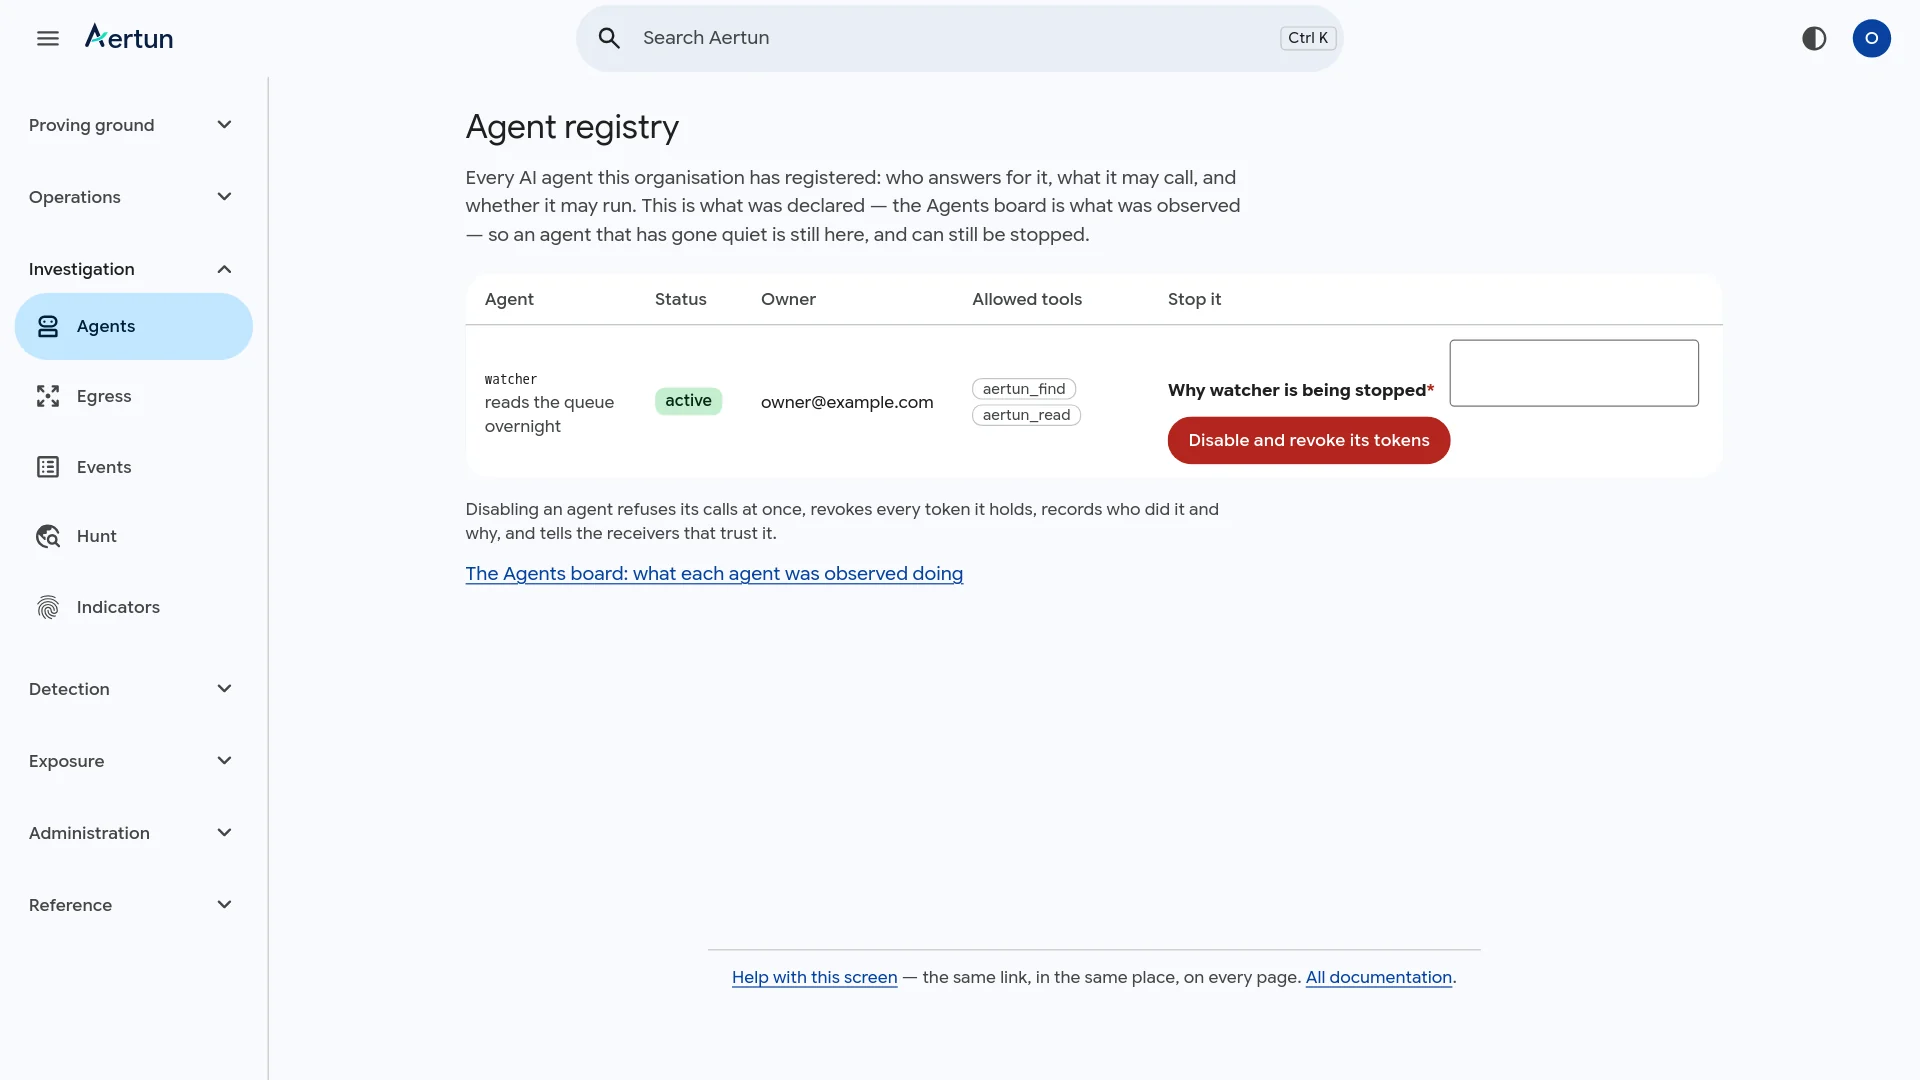 Aertun
Search Aertun
Ctrl K
O
Proving ground
Operations
Investigation
Agents
Egress
Events
Hunt
Indicators
Detection
Exposure
Administration
Reference
Agent registry
Every AI agent this organisation has registered: who answers for it, what it may call, and
whether it may run. This is what was declared — the Agents board is what was observed
— so an agent that has gone quiet is still here, and can still be stopped.
Agent Status Owner Allowed tools Stop it
watcher
reads the queue
overnight
active
owner@example.com
aertun_find
aertun_read
Why watcher is being stopped*
Disable and revoke its tokens
Disabling an agent refuses its calls at once, revokes every token it holds, records who did it and
why, and tells the receivers that trust it.
The Agents board: what each agent was observed doing
Help with this screen — the same link, in the same place, on every page. All documentation.